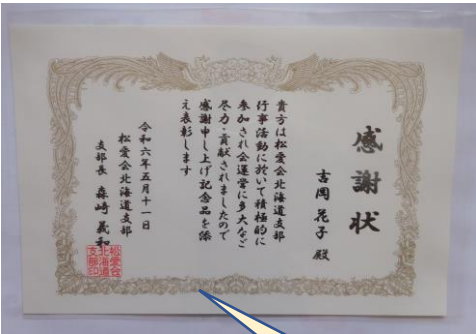 感謝状
吉岡花子殿
貴方は松愛会北海道支部
行事活動に於いて積極的に
参加され会運営に多大なご
尽力・貢献されましたので
感謝申し上げ記念品を添
え表彰します
令和六年五月十一日
松愛会北海道支部
支部長 森崎義和
松愛会
北海道
支部印